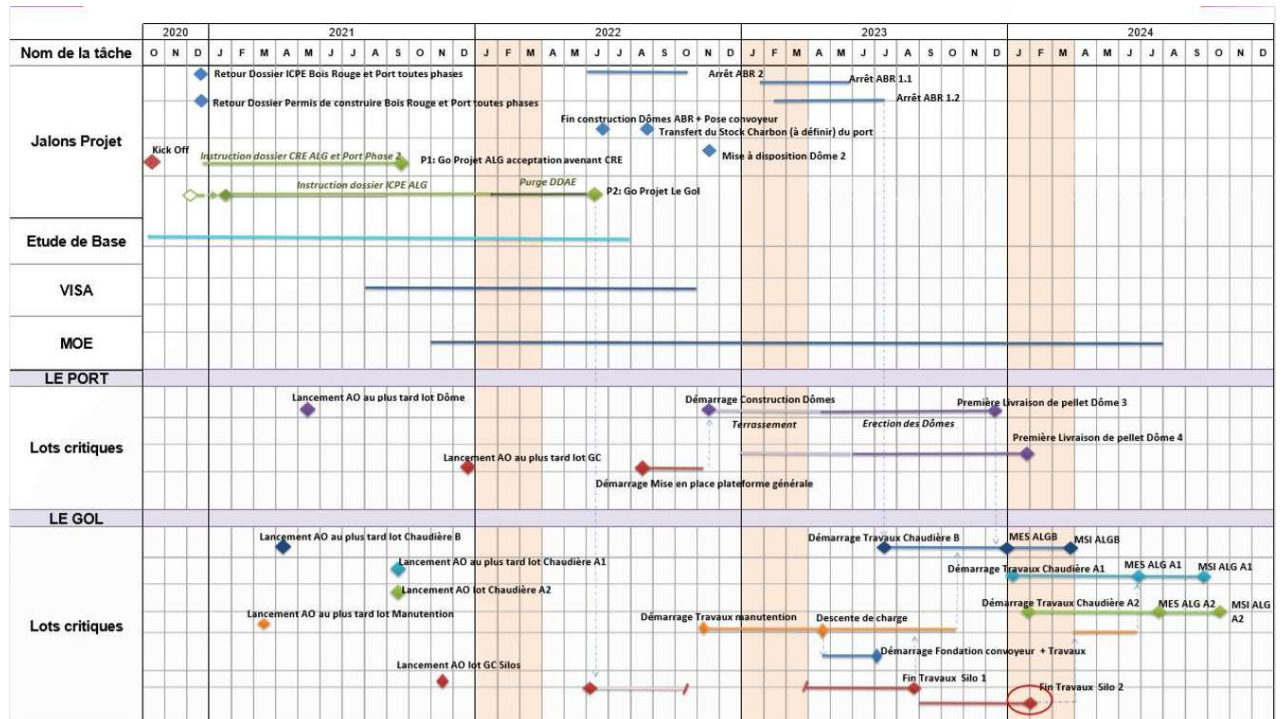 2020 2021 2022 2023 2024
Nom de la tâche O N D J F M A M J J A S O N D J F M A M J J A S O N D J F M A M J J A S O N D J F M A M J J A S O N D
Jalons Projet
Retour Dossier ICPE Bois Rouge et Port toutes phases
Arrêt ABR 2
Arrêt ABR 1.1
Retour Dossier Permis de construire Bois Rouge et Port toutes phases
Arrêt ABR 1.2
Fin construction Dômes ABR + Pose convoyeur
Transfert du Stock Charbon (à définir) du port
Kick Off
Instruction dossier CRE ALG et Port Phase 2
P1: Go Projet ALG acceptation avenant CRE
Mise à disposition Dôme 2
Instruction dossier ICPE ALG
Purge DDAE
P2: Go Projet Le Gol
Etude de Base
VISA
MOE
LE PORT
Lots critiques
Lancement AO au plus tard lot Dôme
Démarrage Construction Dômes
Première Livraison de pellet Dôme 3
Terrassement
Erection des Dômes
Première Livraison de pellet Dôme 4
Lancement AO au plus tard lot GC
Démarrage Mise en place plateforme générale
LE GOL
Lots critiques
Lancement AO au plus tard lot Chaudière B
Démarrage Travaux Chaudière B
MES ALGB
MSI ALGB
Lancement AO au plus tard lot Chaudière A1
Démarrage Travaux Chaudière A1
MES ALG A1
MSI ALG A1
Lancement AO lot Chaudière A2
Démarrage Travaux Chaudière A2
MES ALG A2
MSI ALG
A2
Lancement AO au plus tard lot Manutention
Démarrage Travaux manutention
Descente de charge
Démarrage Fondation convoyeur + Travaux
Lancement AO lot GC Silos
Fin Travaux Silo 1
Fin Travaux Silo 2